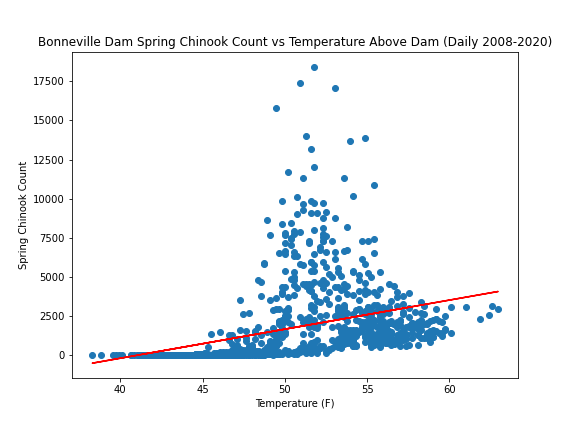 Bonneville Dam Spring Chinook Count vs Temperature Above Dam (Daily 2008-2020)
17500
15000
12500
10000
7500
5000
2500
0
Spring Chinook Count
40 45 50 55 60
Temperature (F)